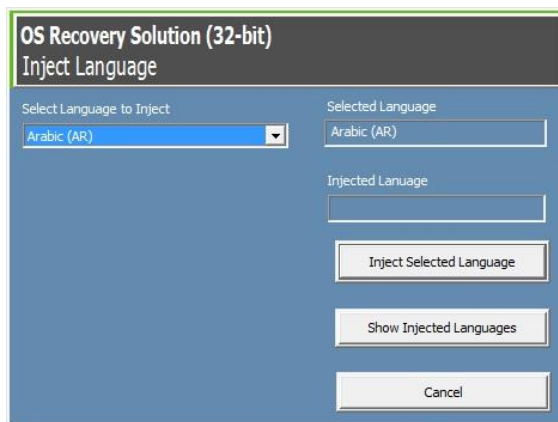 OS Recovery Solution (32-bit)
Inject Language
Select Language to Inject
Arabic (AR)
Selected Language
Arabic (AR)
Injected Lanuage
Inject Selected Language
Show Injected Languages
Cancel